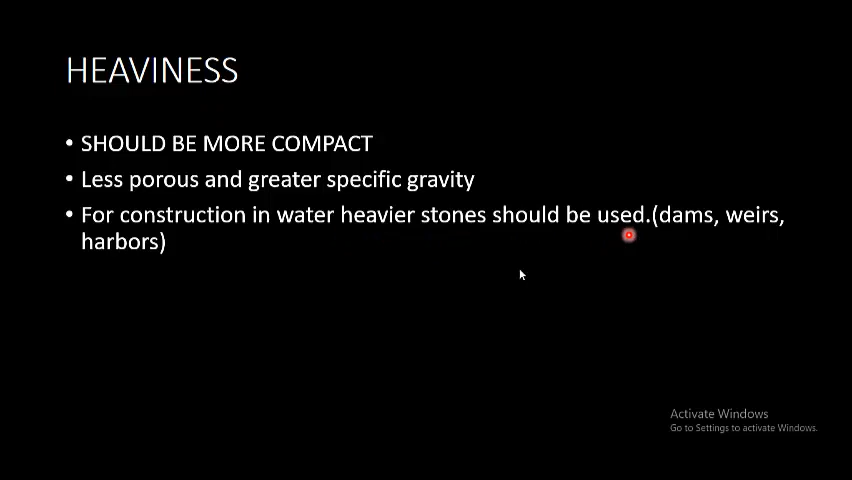 HEAVINESS
• SHOULD BE MORE COMPACT
• Less porous and greater specific gravity
• For construction in water heavier stones should be used.(dams, weirs,
harbors)
Activate Windows
Go to Settings to activate Windows.